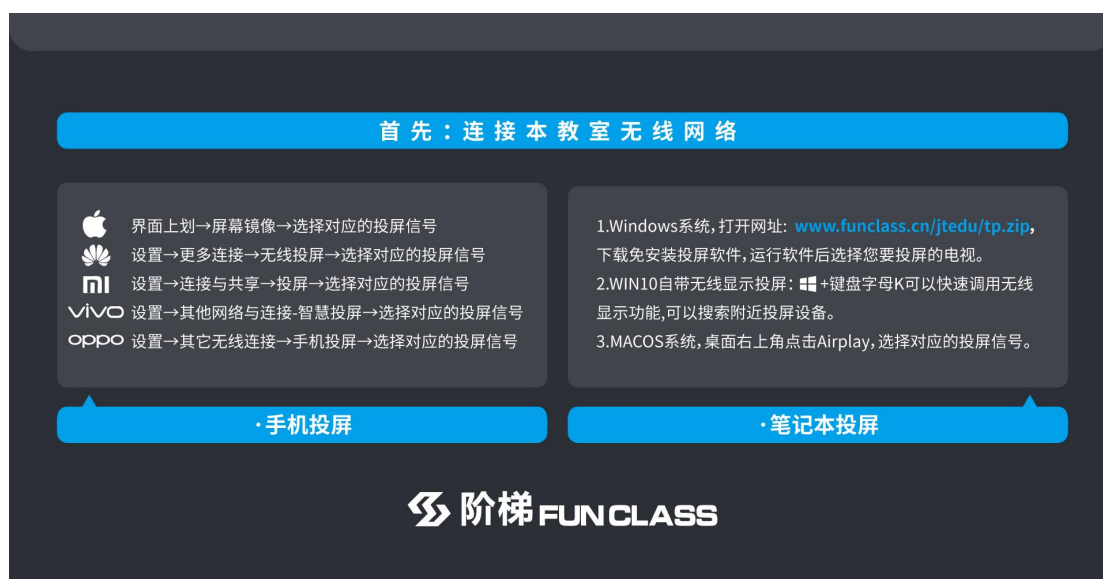 首先：连接本教室无线网络
界面上划→屏幕镜像→选择对应的投屏信号
设置→更多连接→无线投屏→选择对应的投屏信号
mi 设置→连接与共享→投屏→选择对应的投屏信号
vivo 设置→其他网络与连接-智慧投屏→选择对应的投屏信号
oppo 设置→其它无线连接→手机投屏→选择对应的投屏信号
·手机投屏
1.Windows系统,打开网址: www.funclass.cn/jtedu/tp.zip,
下载免安装投屏软件,运行软件后选择您要投屏的电视。
2.WIN10自带无线显示投屏: +键盘字母K可以快速调用无线
显示功能,可以搜索附近投屏设备。
3.MACOS系统,桌面右上角点击Airplay,选择对应的投屏信号。
·笔记本投屏
阶梯FUNCLASS